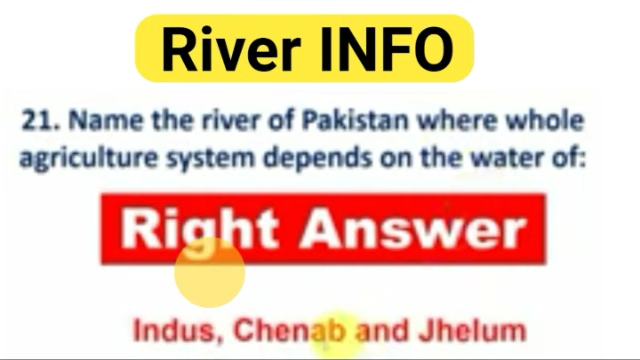 River INFO
21. Name the river of Pakistan where whole
agriculture system depends on the water of:
Right Answer
Indus, Chenab and Jhelum